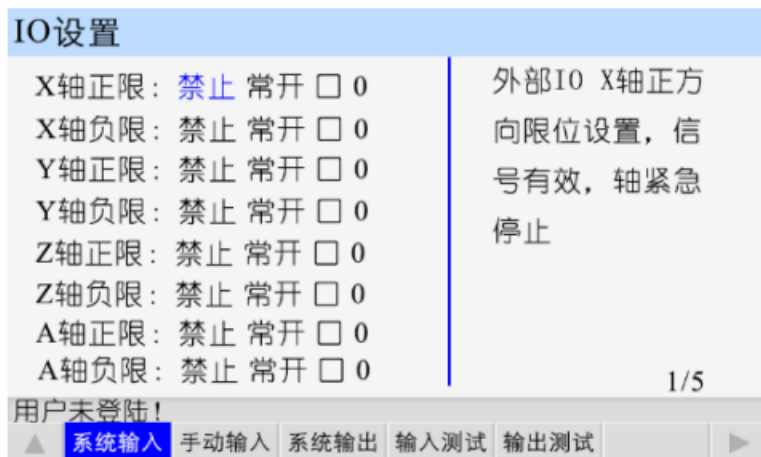 IO设置
X轴正限：禁止 常开 □ 0
X轴负限：禁止 常开 □ 0
Y轴正限：禁止 常开 □ 0
Y轴负限：禁止 常开 □ 0
Z轴正限：禁止 常开 □ 0
Z轴负限：禁止 常开 □ 0
A轴正限：禁止 常开 □ 0
A轴负限：禁止 常开 □ 0
外部IO X轴正方
向限位设置，信
号有效，轴紧急
停止
1/5
用户未登陆！
系统输入 手动输入 系统输出 输入测试 输出测试